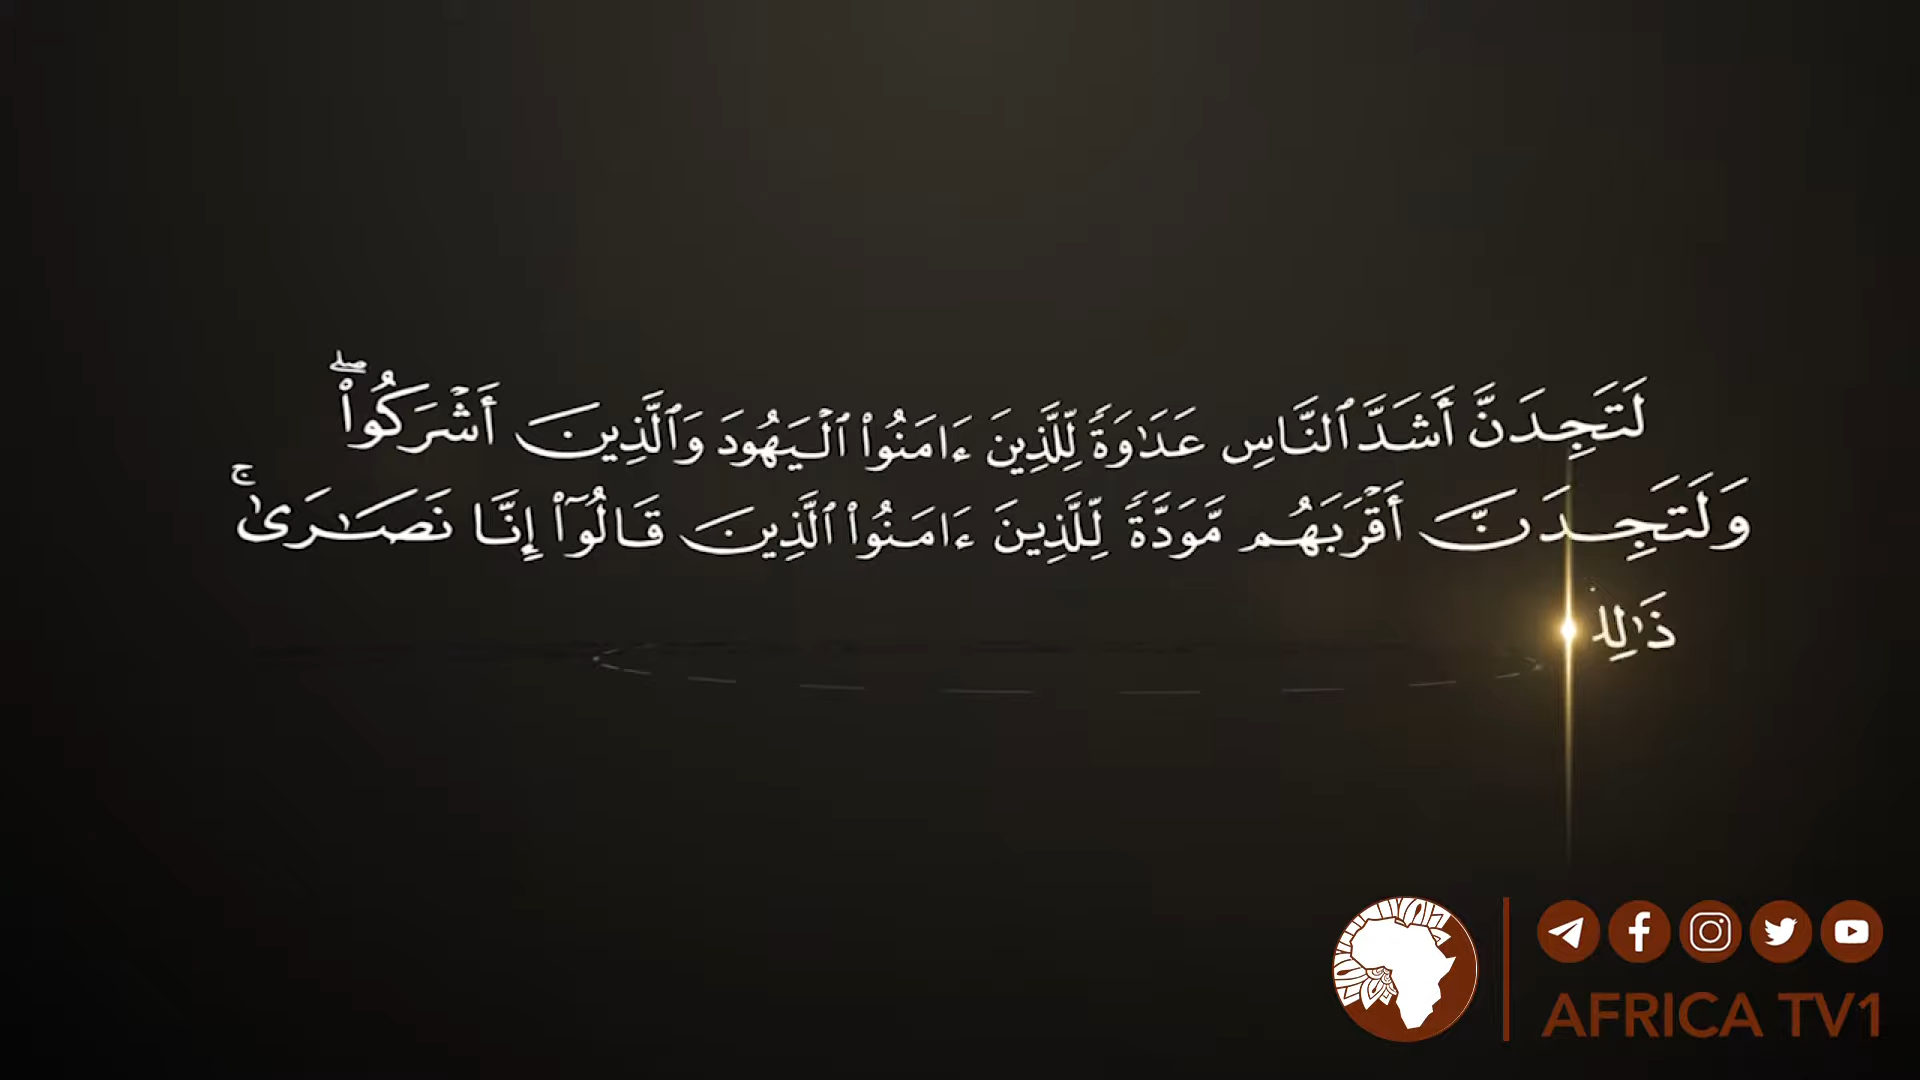 لَتَجِدَنَّ أَشَدَّ ٱلنَّاسِ عَدَٰوَةٗ لِّلَّذِينَ ءَامَنُواْ ٱلۡيَهُودَ وَٱلَّذِينَ أَشۡرَكُواْۖ
وَلَتَجِدَنَّ أَقۡرَبَهُم مَّوَدَّةٗ لِّلَّذِينَ ءَامَنُواْ ٱلَّذِينَ قَالُوٓاْ إِنَّا نَصَٰرَىٰۚ
AFRICA TV1